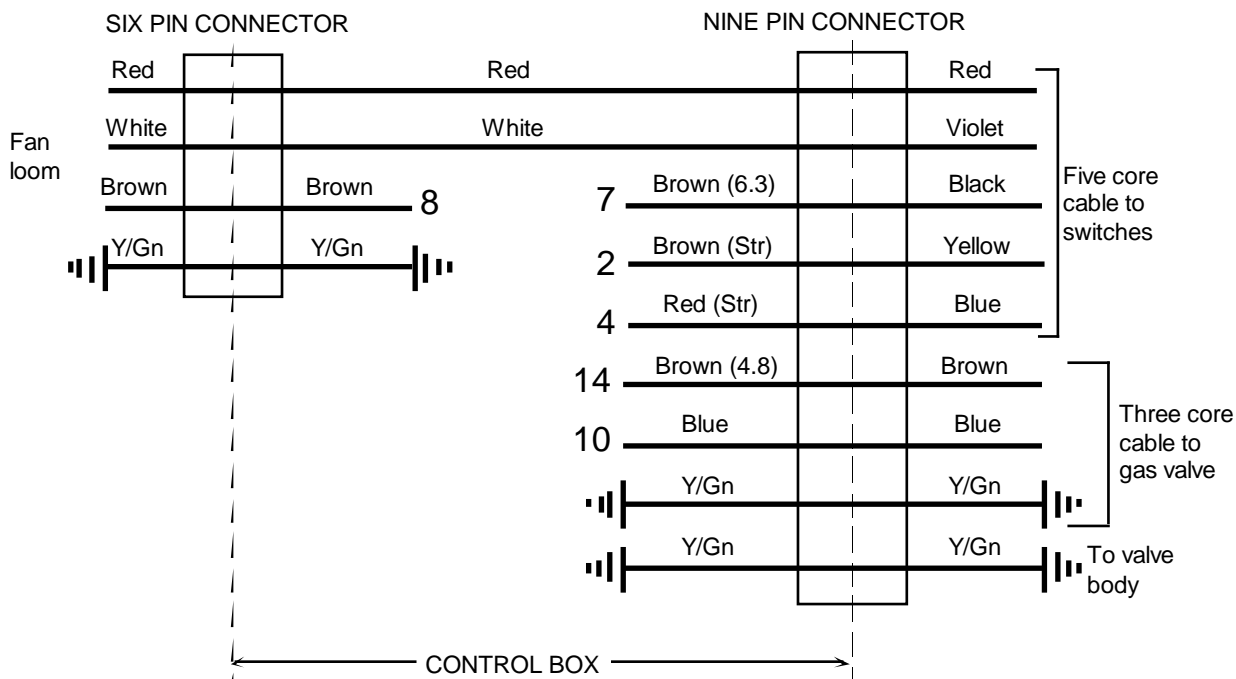 SIX PIN CONNECTOR
NINE PIN CONNECTOR
Red
Red
Red
White
White
Violet
Fan
loom
Brown
Brown
8
7
Brown (6.3)
Black
Five core
cable to
switches
Y/Gn
Y/Gn
2
Brown (Str)
Yellow
4
Red (Str)
Blue
14
Brown (4.8)
Brown
10
Blue
Blue
Three core
cable to
gas valve
Y/Gn
Y/Gn
Y/Gn
Y/Gn
To valve
body
CONTROL BOX